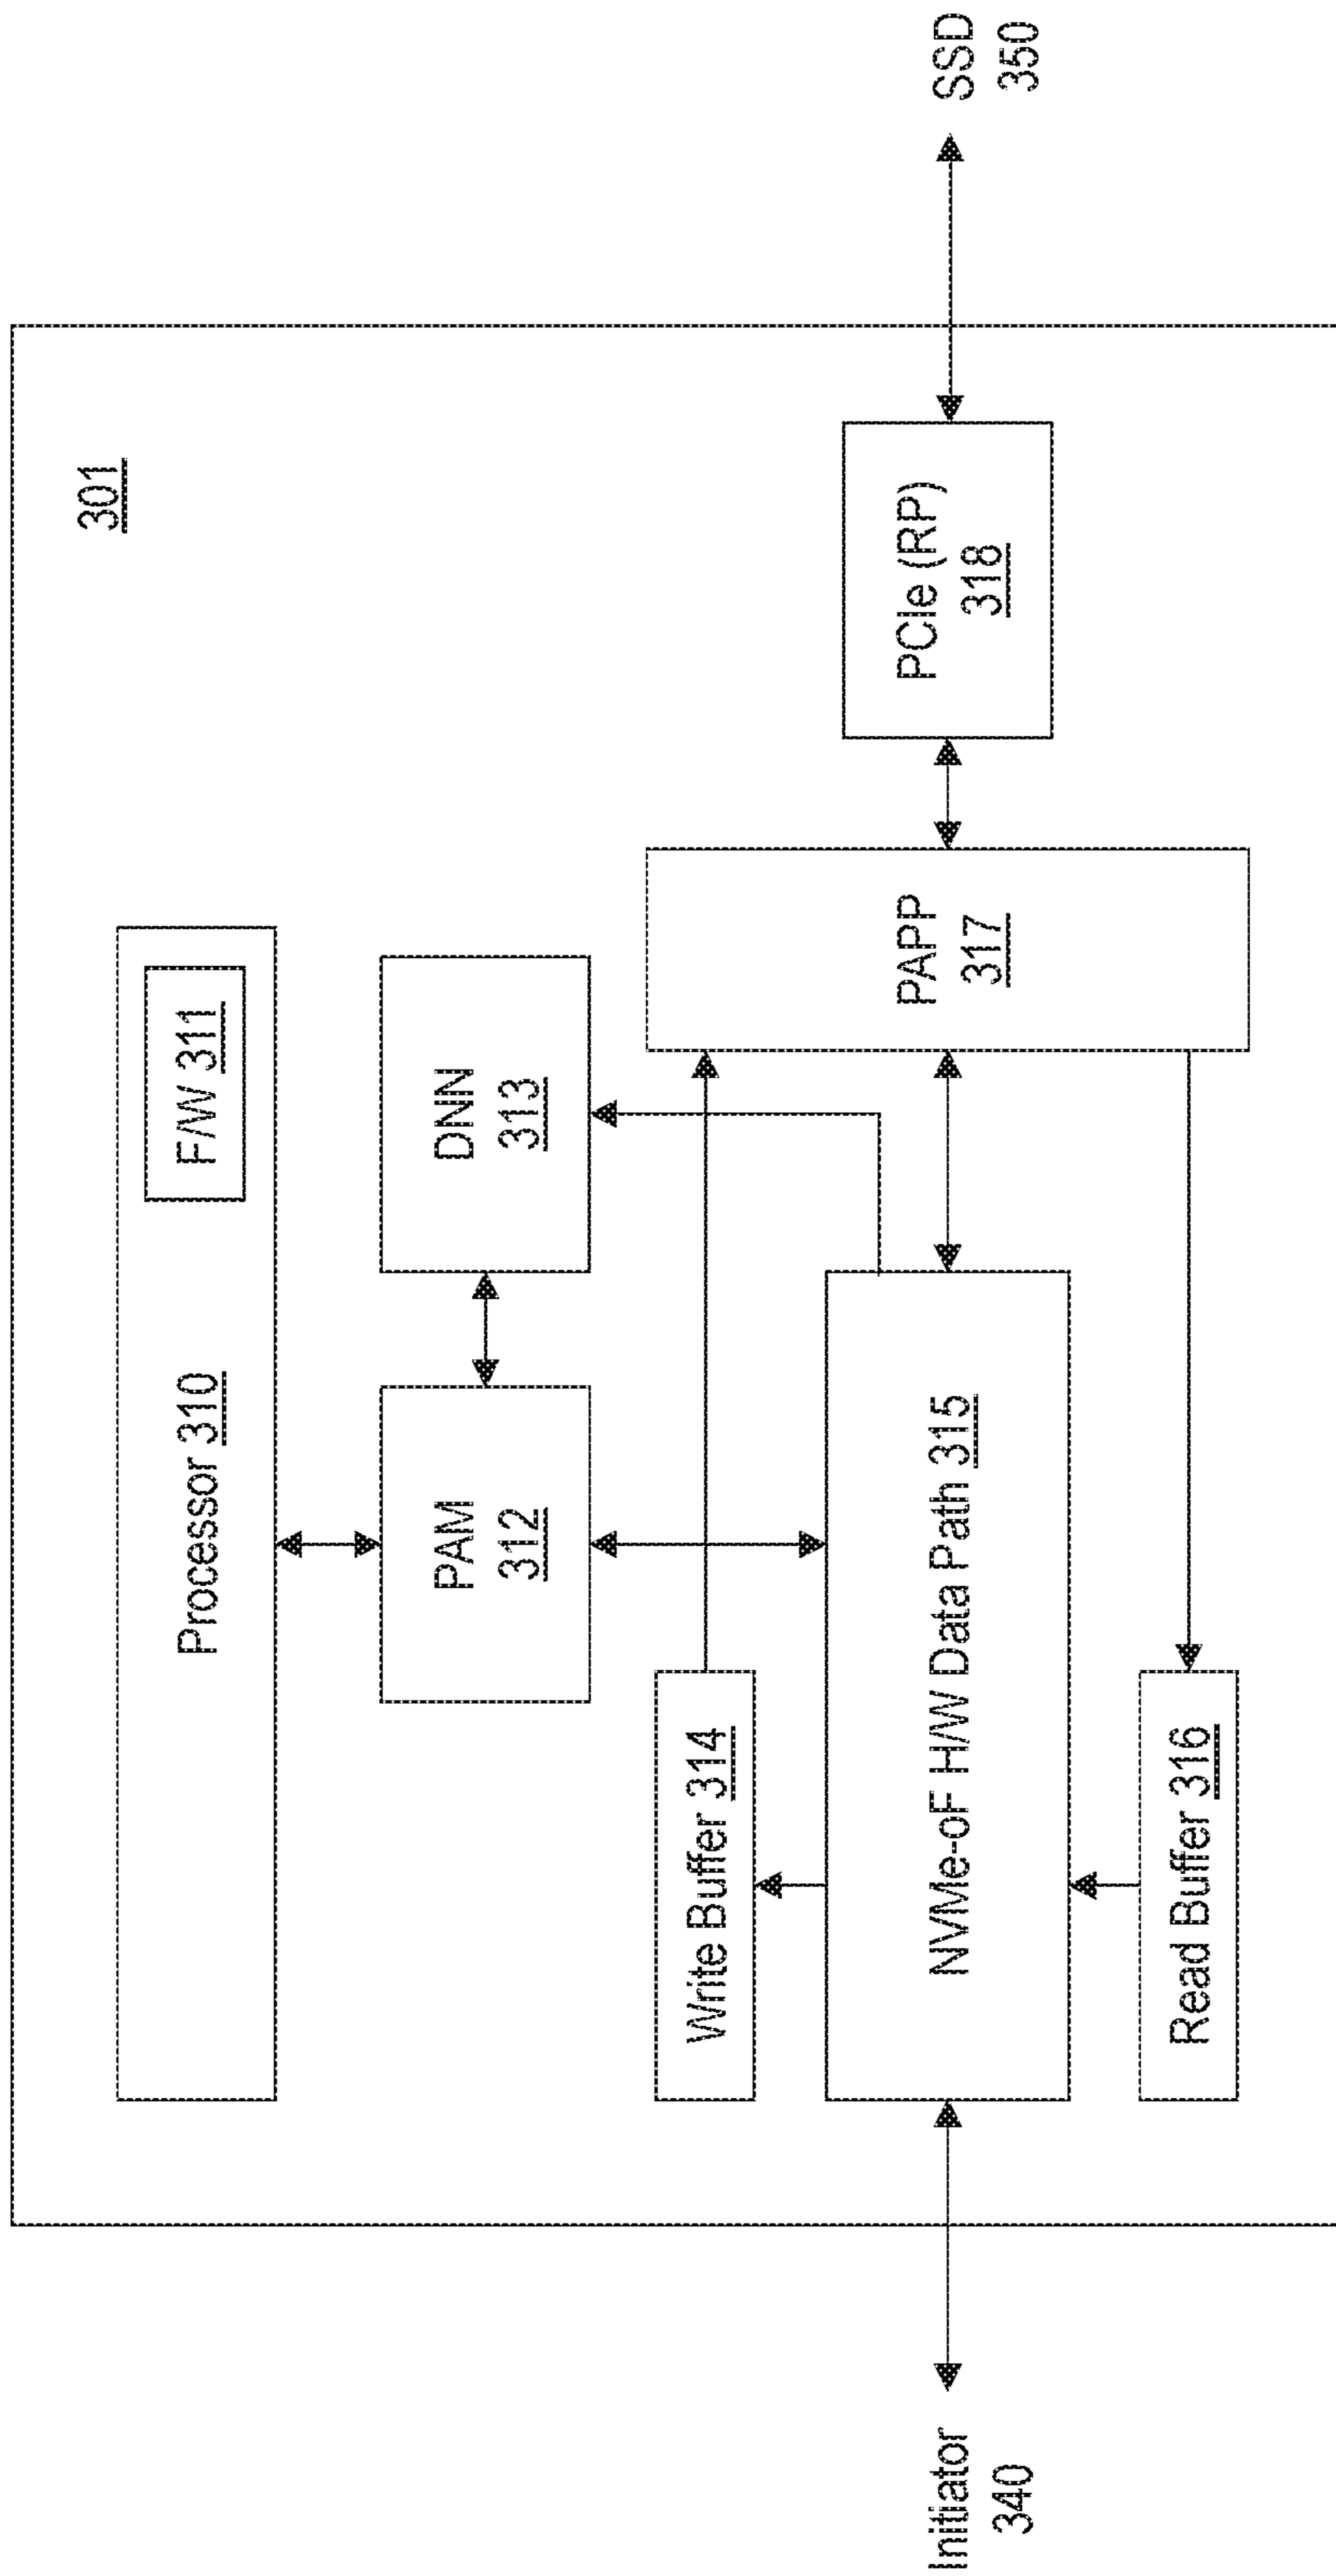 301
Processor 310
F/W 311
PAM
312
DNN
313
Write Buffer 314
NVMe-oF H/W Data Path 315
Read Buffer 316
PAPP
317
PCIe (RP)
318
Initiator
340
SSD
350